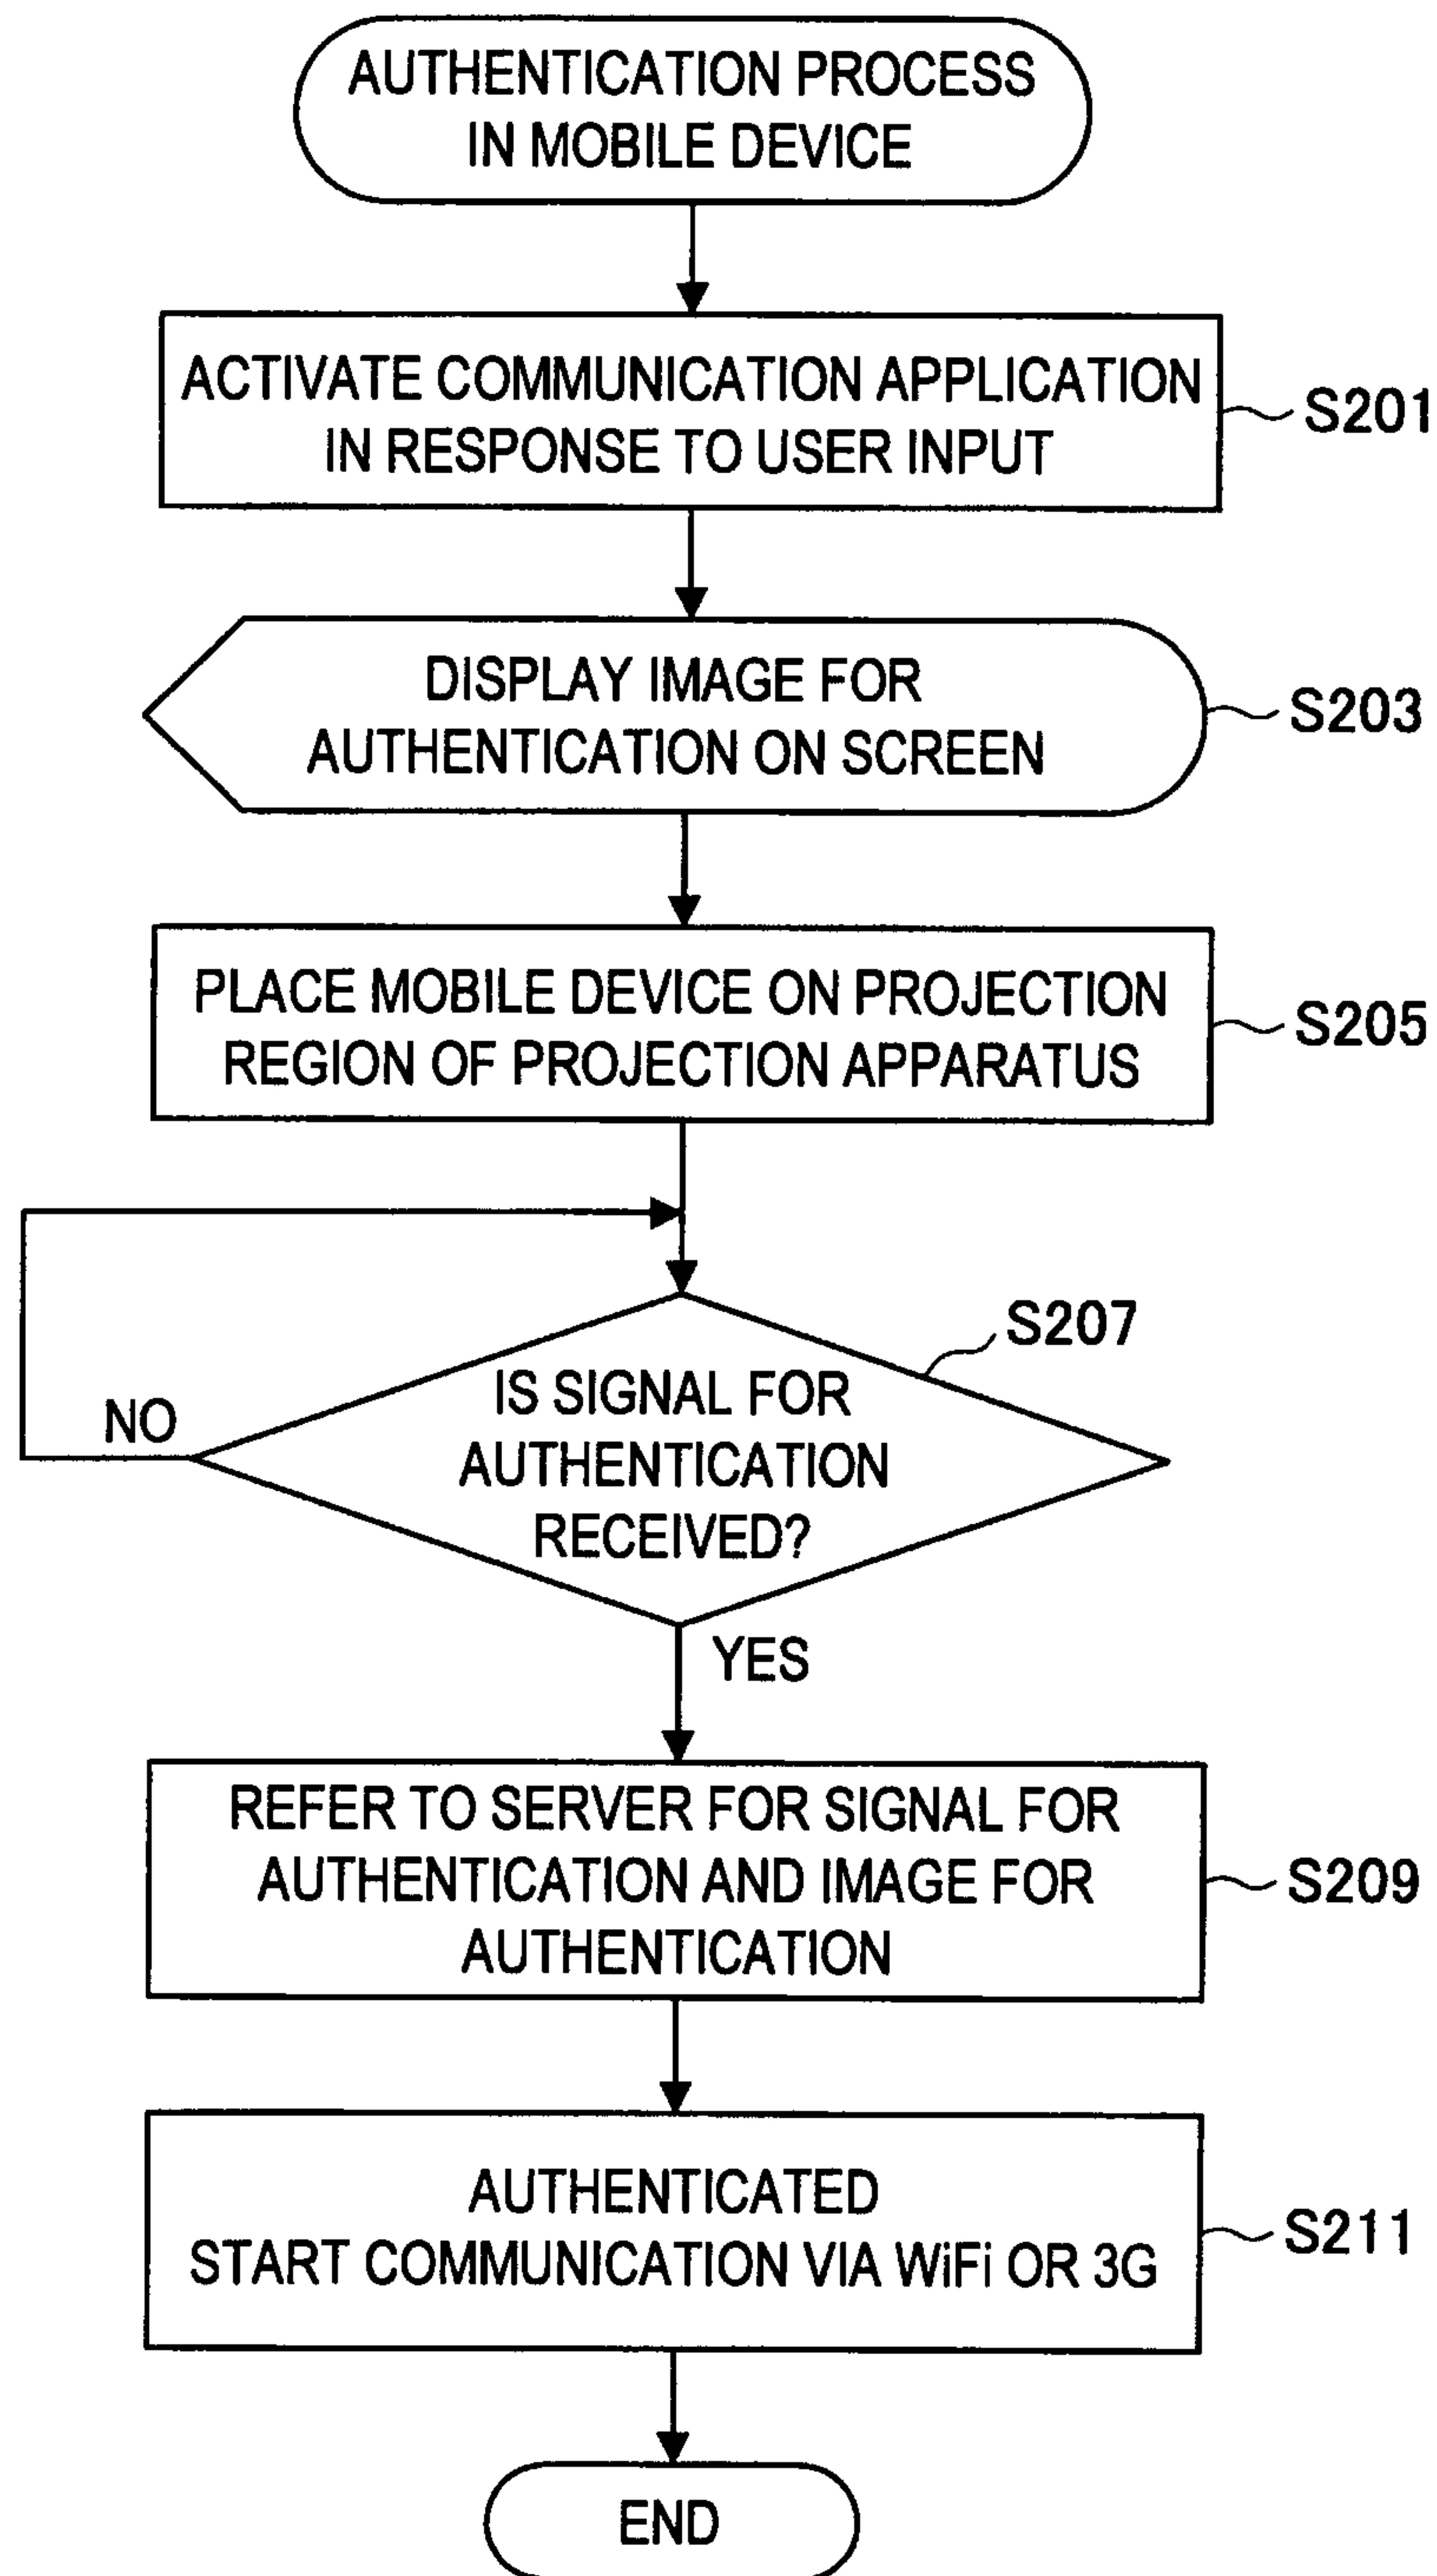 AUTHENTICATION PROCESS
IN MOBILE DEVICE
ACTIVATE COMMUNICATION APPLICATION
IN RESPONSE TO USER INPUT
S201
DISPLAY IMAGE FOR
AUTHENTICATION ON SCREEN
S203
PLACE MOBILE DEVICE ON PROJECTION
REGION OF PROJECTION APPARATUS
S205
S207
IS SIGNAL FOR
AUTHENTICATION
RECEIVED?
NO
YES
REFER TO SERVER FOR SIGNAL FOR
AUTHENTICATION AND IMAGE FOR
AUTHENTICATION
S209
AUTHENTICATED
START COMMUNICATION VIA WiFi OR 3G
S211
END